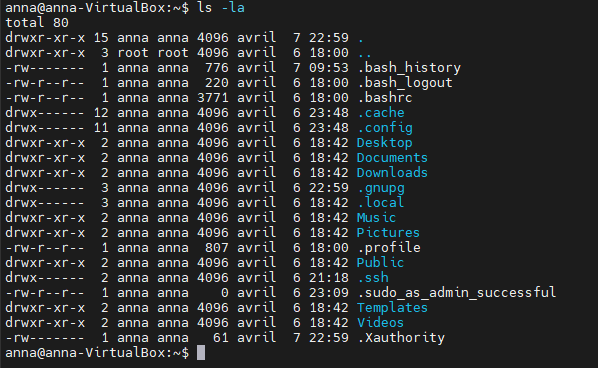 anna@anna-VirtualBox:~$ ls -la
total 80
drwxr-xr-x 15 anna anna 4096 avril  7 22:59 .
drwxr-xr-x  3 root root 4096 avril  6 18:00 ..
-rw-------  1 anna anna  776 avril  7 09:53 .bash_history
-rw-r--r--  1 anna anna  220 avril  6 18:00 .bash_logout
-rw-r--r--  1 anna anna 3771 avril  6 18:00 .bashrc
drwx------ 12 anna anna 4096 avril  6 23:48 .cache
drwx------ 11 anna anna 4096 avril  6 23:48 .config
drwxr-xr-x  2 anna anna 4096 avril  6 18:42 Desktop
drwxr-xr-x  2 anna anna 4096 avril  6 18:42 Documents
drwxr-xr-x  2 anna anna 4096 avril  6 18:42 Downloads
drwx------  3 anna anna 4096 avril  6 22:59 .gnupg
drwx------  3 anna anna 4096 avril  6 18:42 .local
drwxr-xr-x  2 anna anna 4096 avril  6 18:42 Music
drwxr-xr-x  2 anna anna 4096 avril  6 18:42 Pictures
-rw-r--r--  1 anna anna  807 avril  6 18:00 .profile
drwxr-xr-x  2 anna anna 4096 avril  6 18:42 Public
drwx------  2 anna anna 4096 avril  6 21:18 .ssh
-rw-r--r--  1 anna anna    0 avril  6 23:09 .sudo_as_admin_successful
drwxr-xr-x  2 anna anna 4096 avril  6 18:42 Templates
drwxr-xr-x  2 anna anna 4096 avril  6 18:42 Videos
-rw-------  1 anna anna   61 avril  7 22:59 .Xauthority
anna@anna-VirtualBox:~$